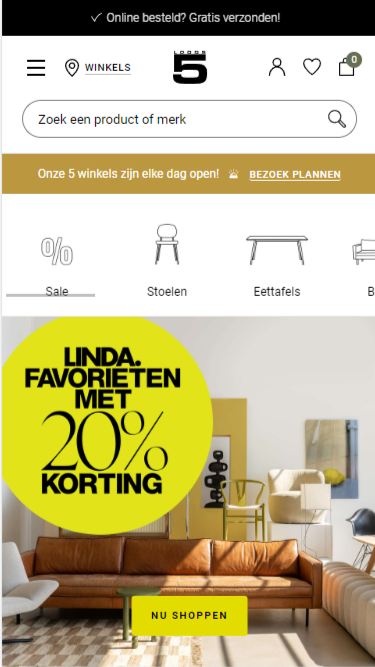 ✓ Online besteld? Gratis verzonden!
WINKELS
LOODS
5
0
Zoek een product of merk
Onze 5 winkels zijn elke dag open! BEZOEK PLANNEN
%
Sale
Stoelen
Eettafels
B
LINDA.
FAVORIETEN
MET
20%
KORTING
NU SHOPPEN